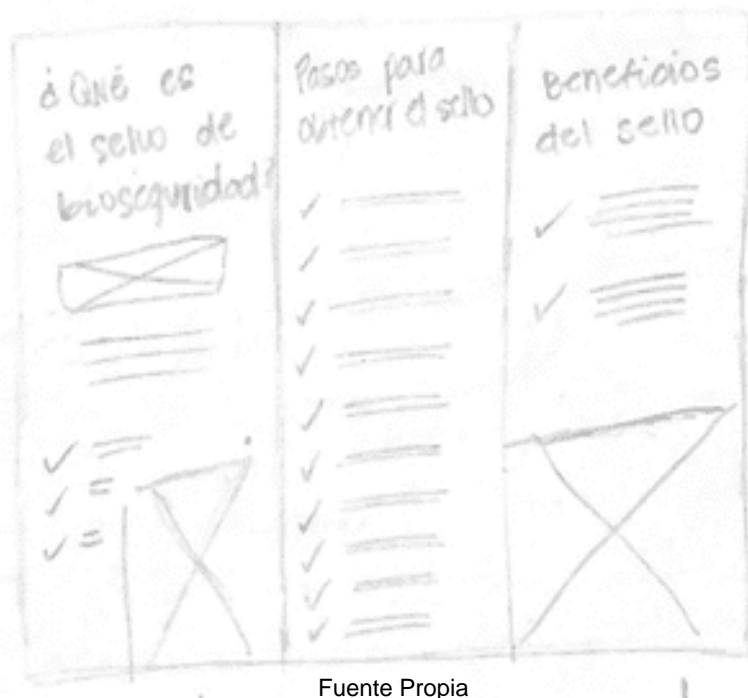 ¿Qué es
el sello de
bioseguridad?
Pasos para
obtener el sello
Beneficios
del sello
Fuente Propia